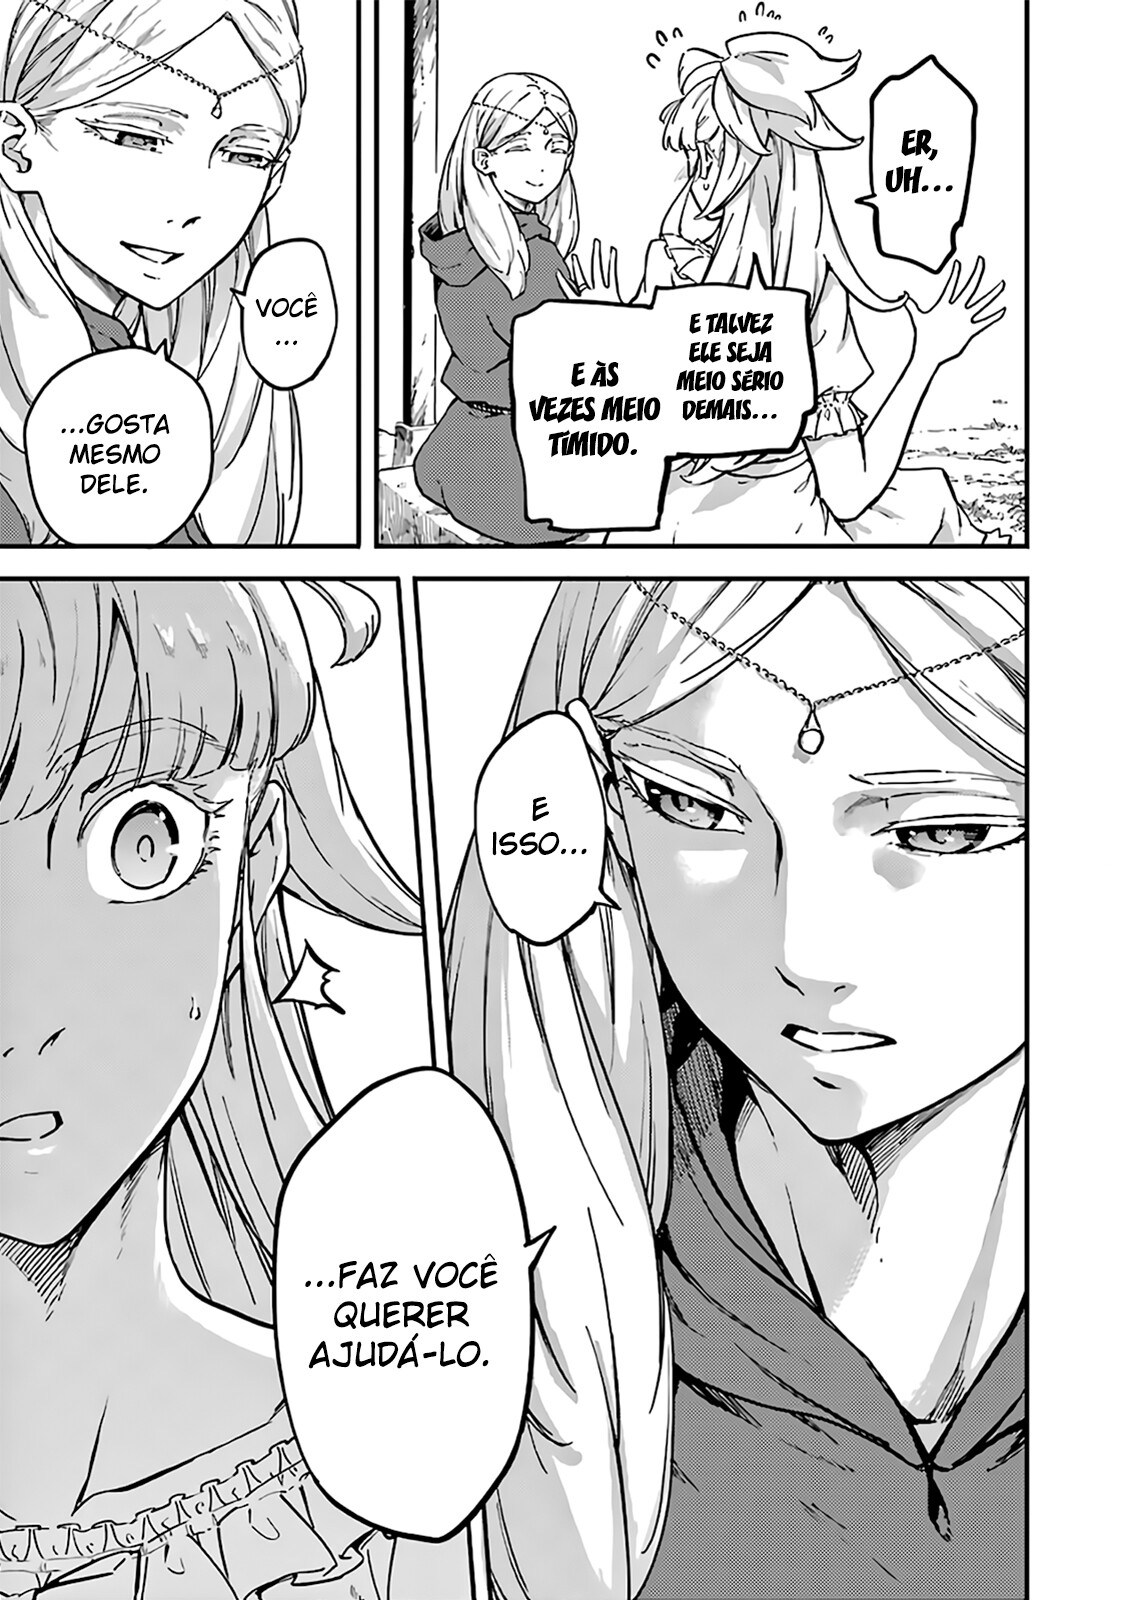 ER,
UH...
E TALVEZ
ELE SEJA
MEIO SÉRIO
DEMAIS...
E ÀS
VEZES MEIO
TÍMIDO.
VOCÊ
...
...GOSTA
MESMO
DELE.
E
ISSO...
...FAZ VOCÊ
QUERER
AJUDÁ-LO.